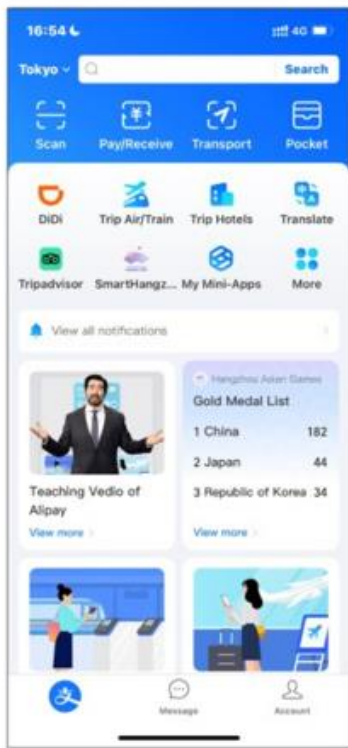 16:54
4G
Tokyo
Search
Scan
Pay/Receive
Transport
Pocket
DiDi
Trip Air/Train
Trip Hotels
Translate
Tripadvisor
SmartHangz...
My Mini-Apps
More
View all notifications
Teaching Vedio of
Alipay
View more
Hangzhou Asian Games
Gold Medal List
1 China 182
2 Japan 44
3 Republic of Korea 34
View more
Message
Account